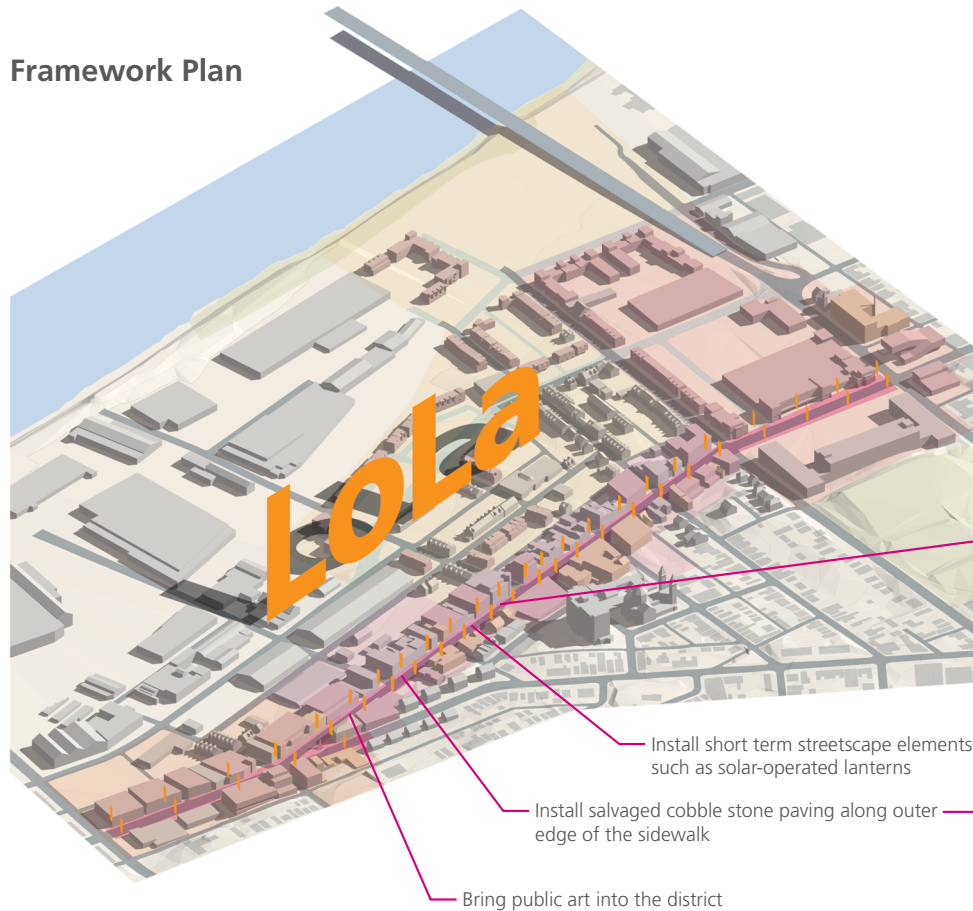 Framework Plan
LoLa
Install short term streetscape elements
such as solar-operated lanterns
Install salvaged cobble stone paving along outer
edge of the sidewalk
Bring public art into the district